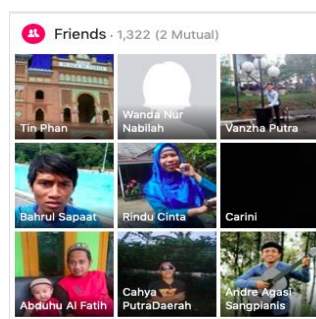 Friends · 1,322 (2 Mutual)
Tin Phan
Wanda Nur
Nabilah
Vanzha Putra
Bahrul Sapaat
Rindu Cinta
Carini
Abduhu Al Fatih
Cahya
PutraDaerah
Andre Agasi
Sangpianis